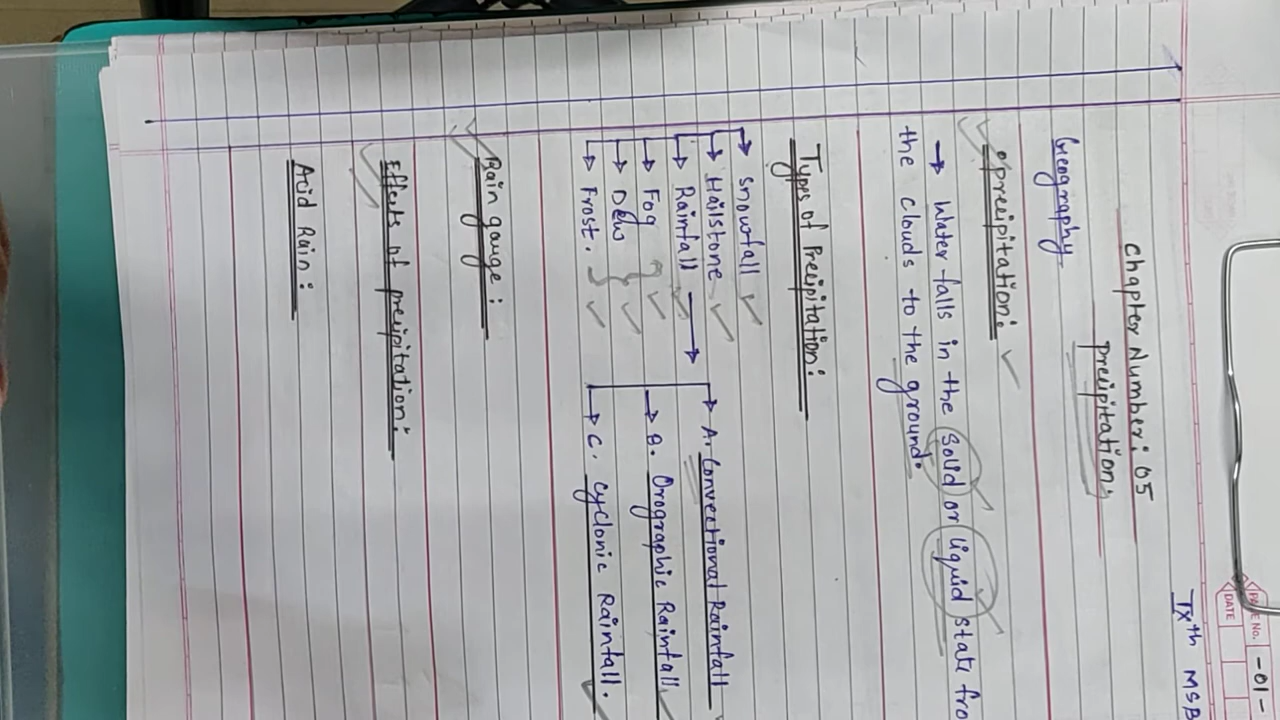 PAGE No. -01-
DATE
IXth MSB
Chapter Number: 05
Precipitation:
Geography
Precipitation:
→ Water falls in the Solid or liquid state fro
the clouds to the ground.
Types of Precipitation:
→ Snowfall
→ Hailstone
→ Rainfall → → A. Convectional Rainfall
→ Fog → B. Orographic Rainfall
→ Dew
→ Frost. → C. Cyclonic Rainfall.
Rain gauge:
Effects of precipitation:
Acid Rain: